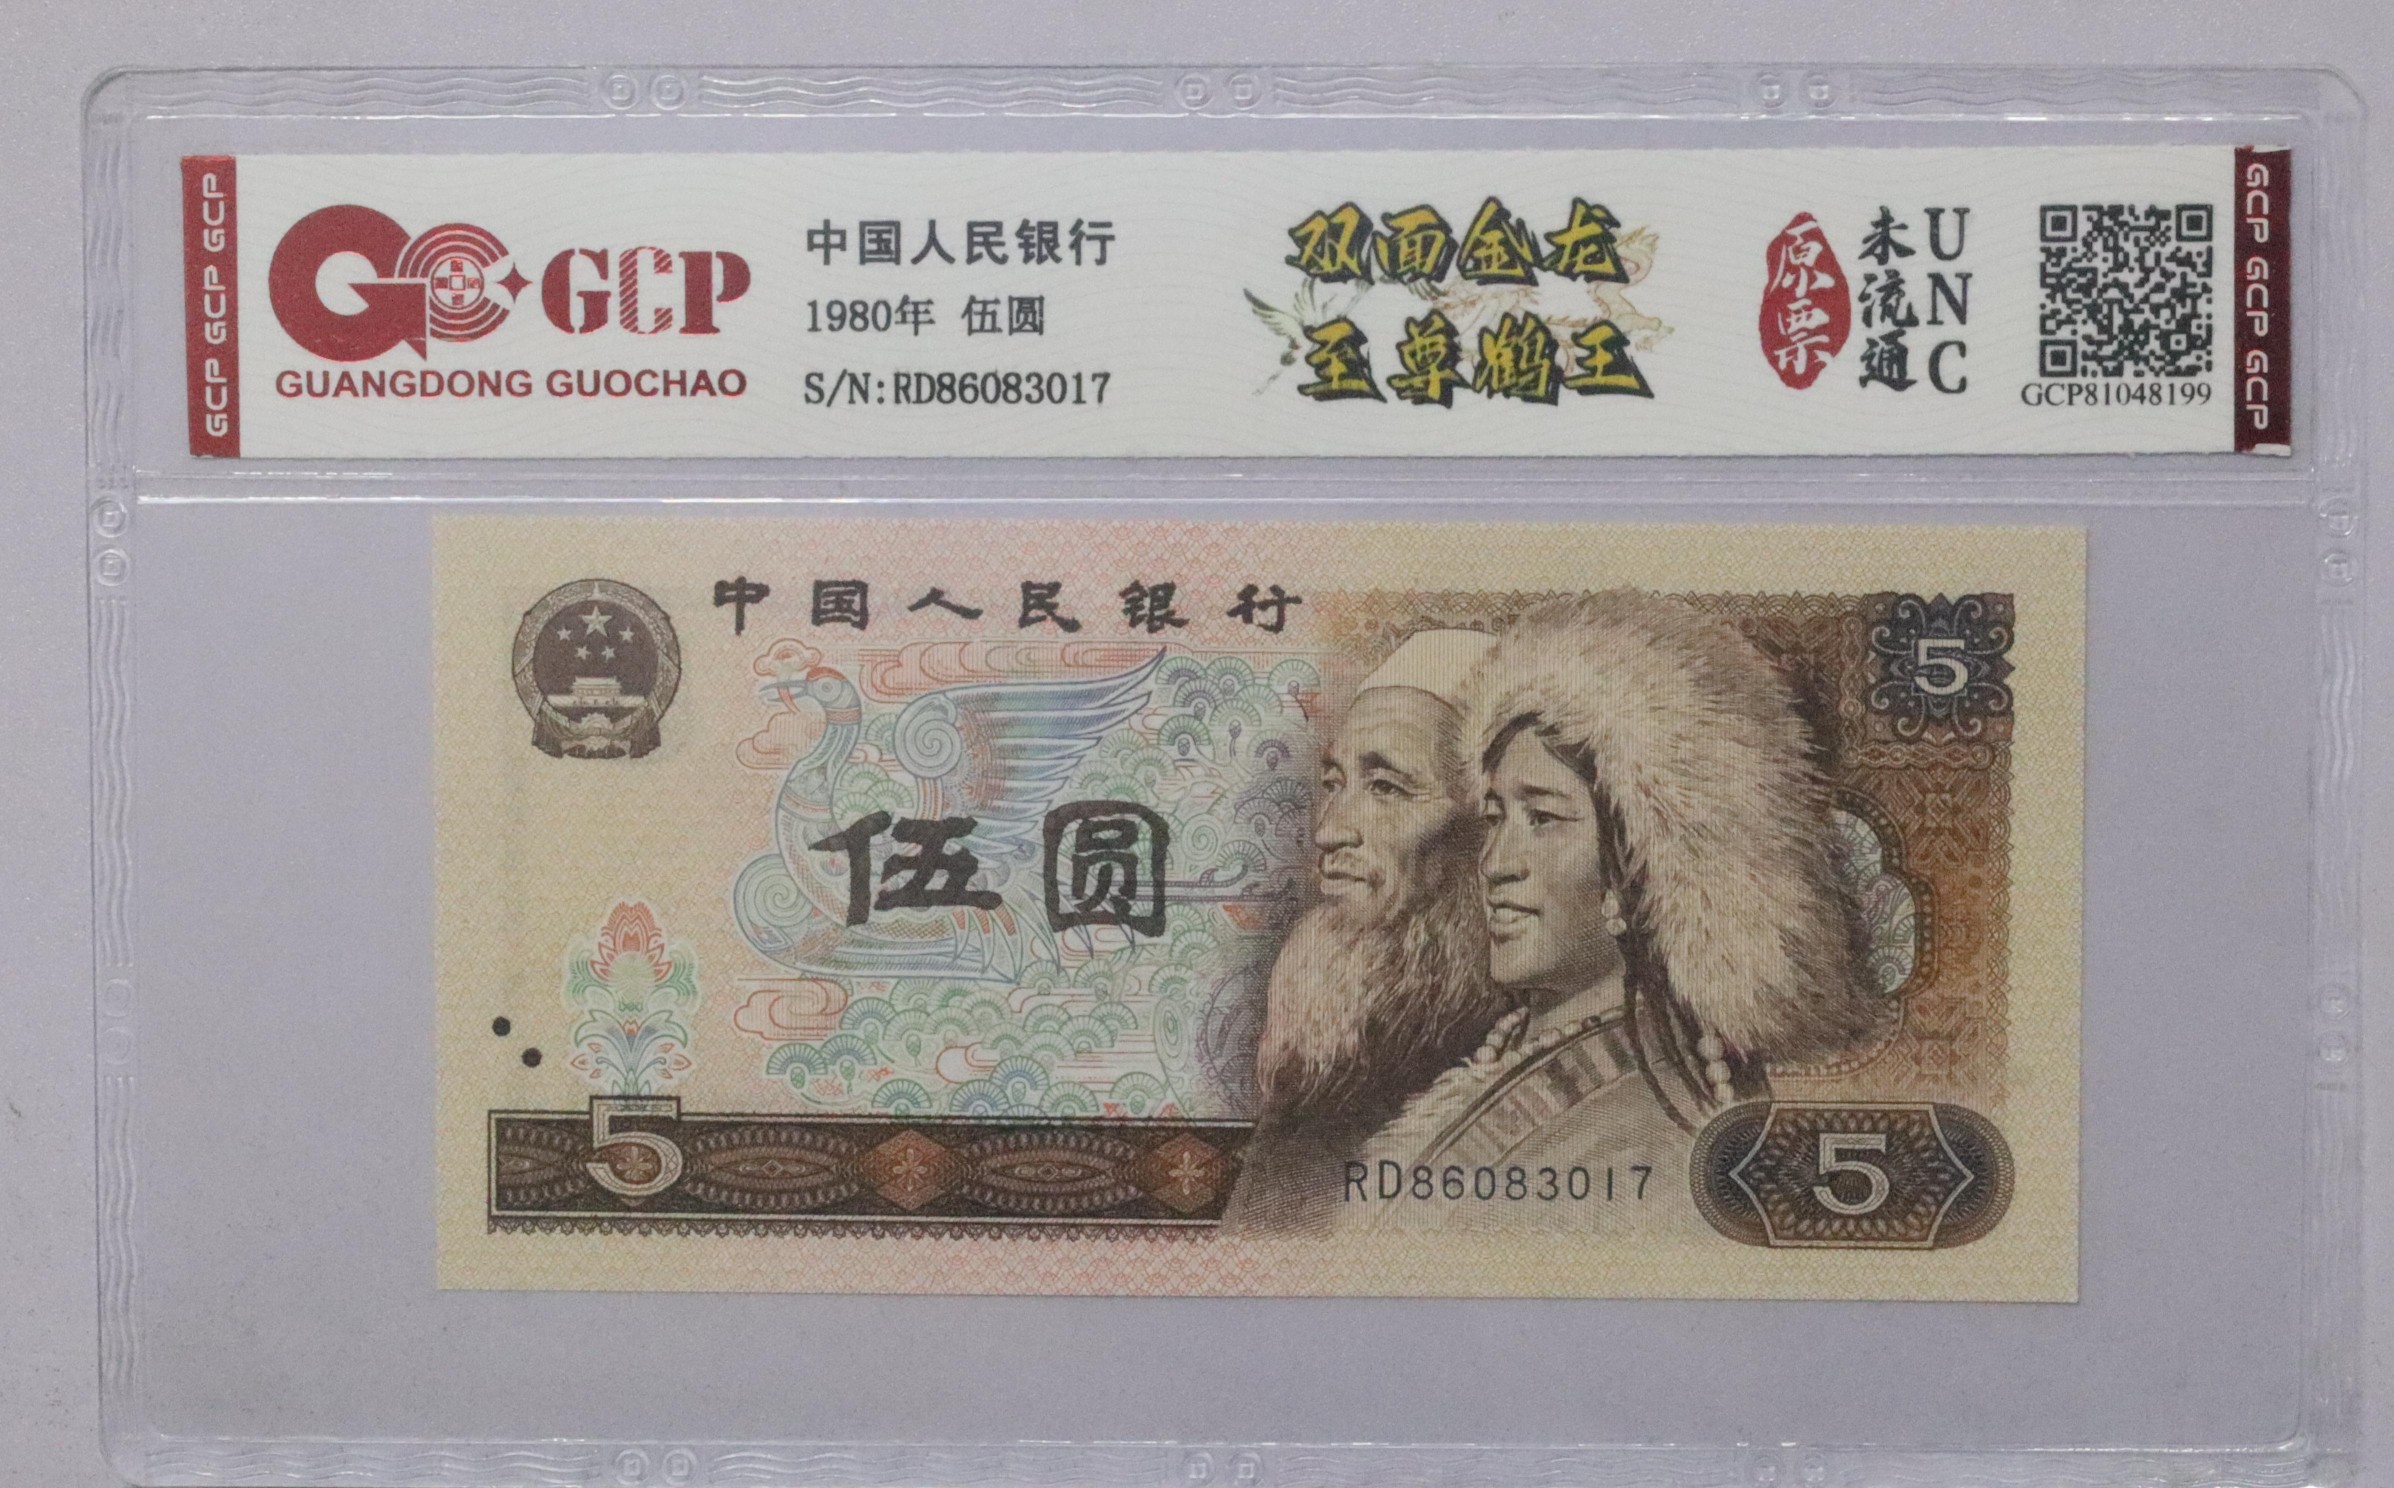 GCP GCP GCP
GCP
GUANGDONG GUOCHAO
中国人民银行
1980年 伍圆
S/N:RD86083017
双面金龙
至尊鹤王
原票
未流通
UNC
GCP81048199
GCP GCP GCP
中国人民银行
5
伍圆
5
RD86083017
5